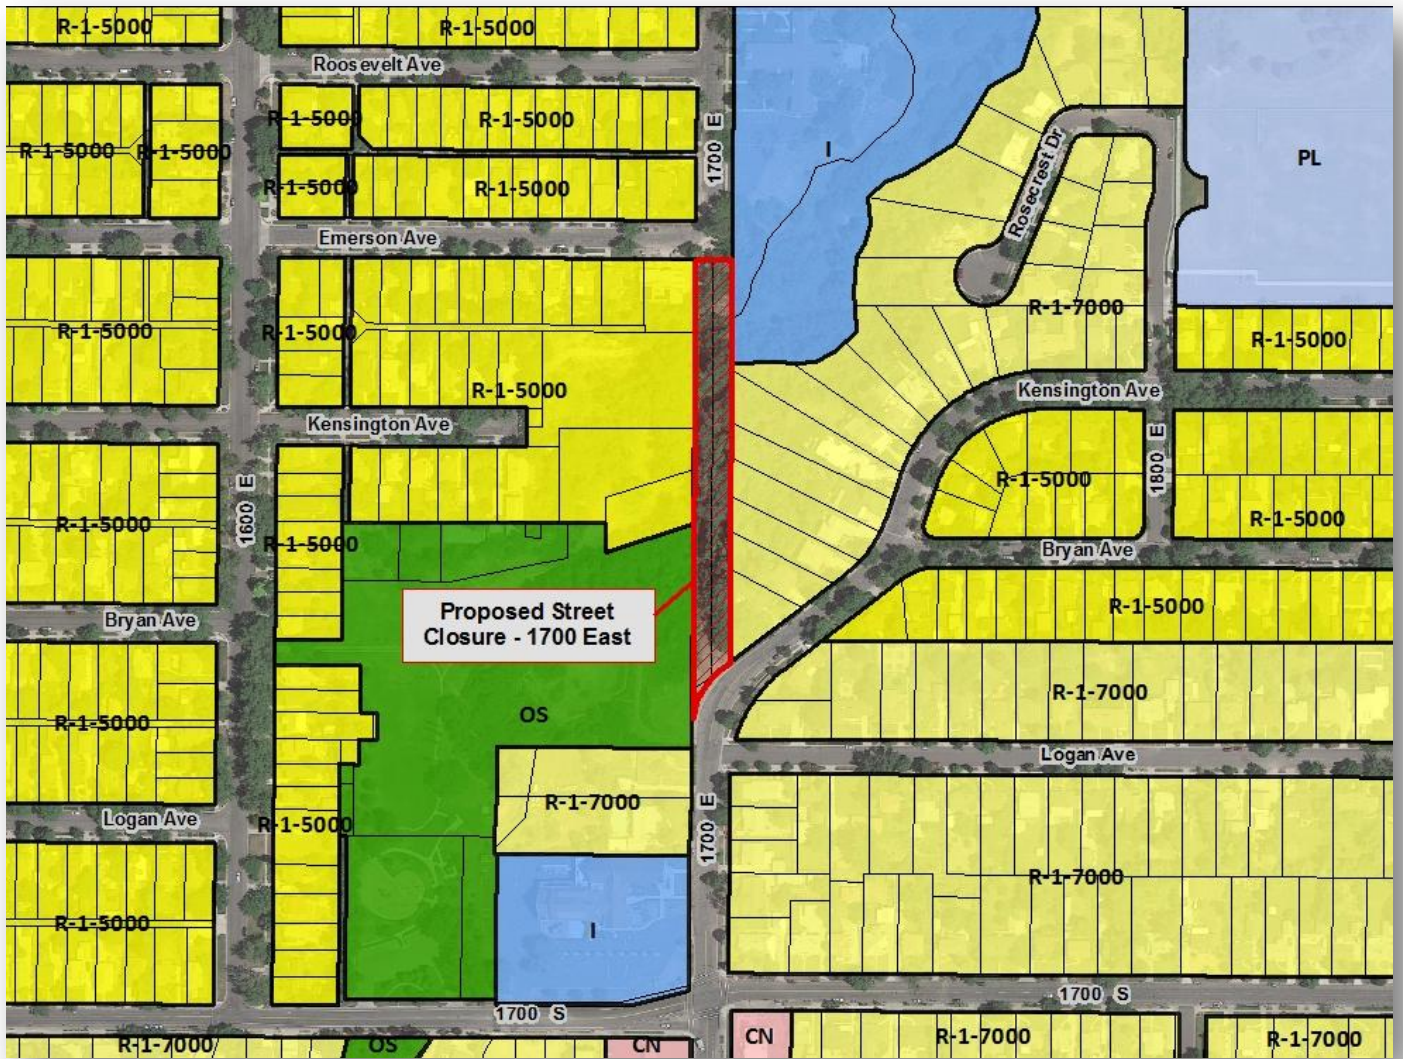 R-1-5000
R-1-5000
Roosevelt Ave
R-1-5000
R-1-5000
R-1-5000
R-1-5000
1700 E
I
PL
R-1-5000
R-1-5000
Rosecrest Dr
Emerson Ave
R-1-7000
R-1-5000
R-1-5000
R-1-5000
R-1-5000
Kensington Ave
Kensington Ave
1800 E
R-1-5000
1600 E
R-1-5000
R-1-5000
R-1-5000
Bryan Ave
Proposed Street
Closure - 1700 East
R-1-5000
Bryan Ave
R-1-7000
OS
R-1-5000
Logan Ave
R-1-7000
1700 E
Logan Ave
R-1-5000
R-1-7000
R-1-5000
I
1700 S
1700 S
R-1-7000
OS
CN
CN
R-1-7000
R-1-7000